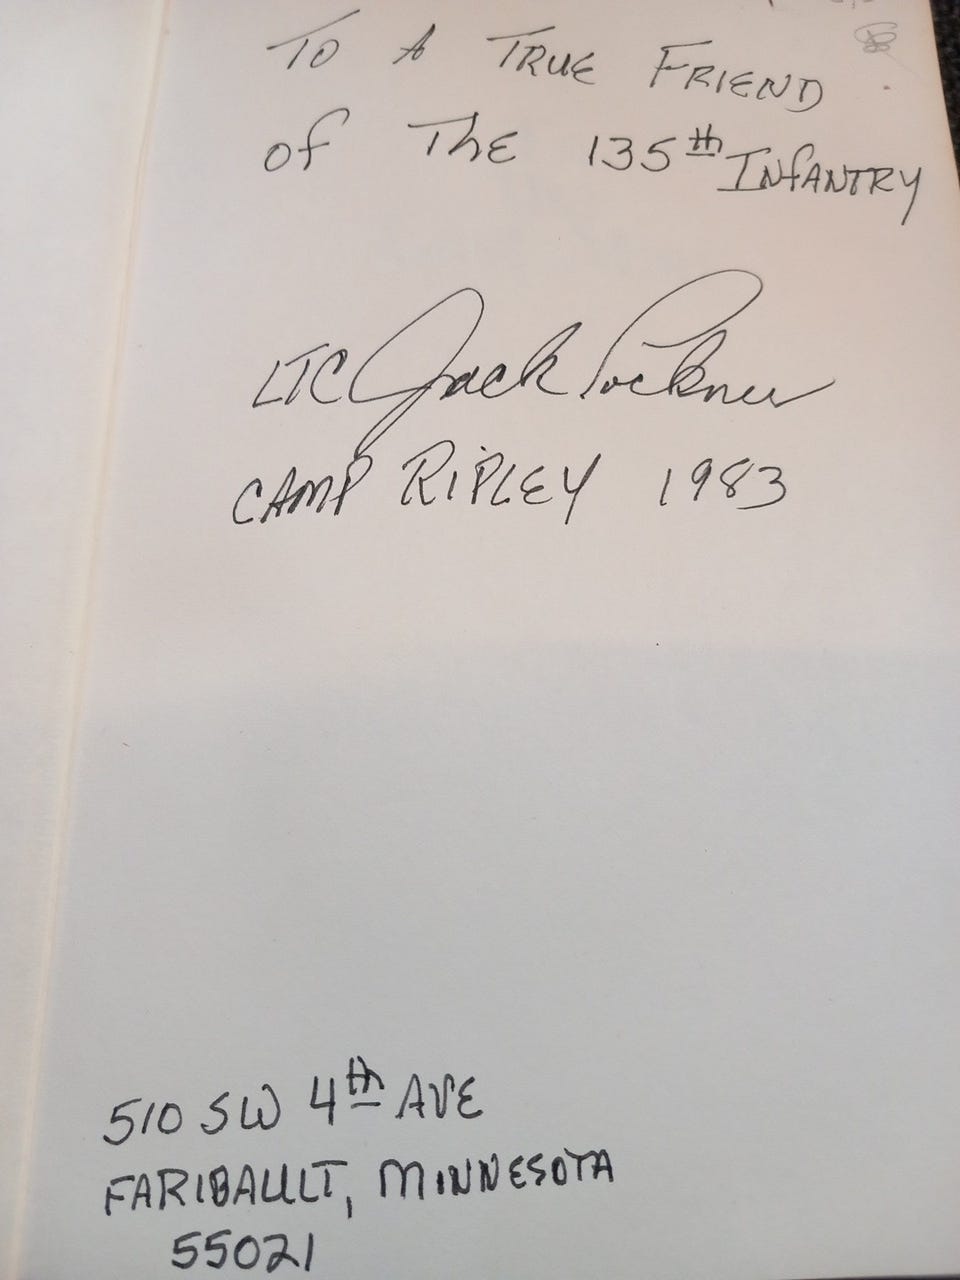 To A TRUE FRIEND
of The 135th INfANTRY
LTC Jack Pockner
CAMP RiPLEY 1983
510 SW 4th AVE
FARIBAULT, MINNESOTA
55021